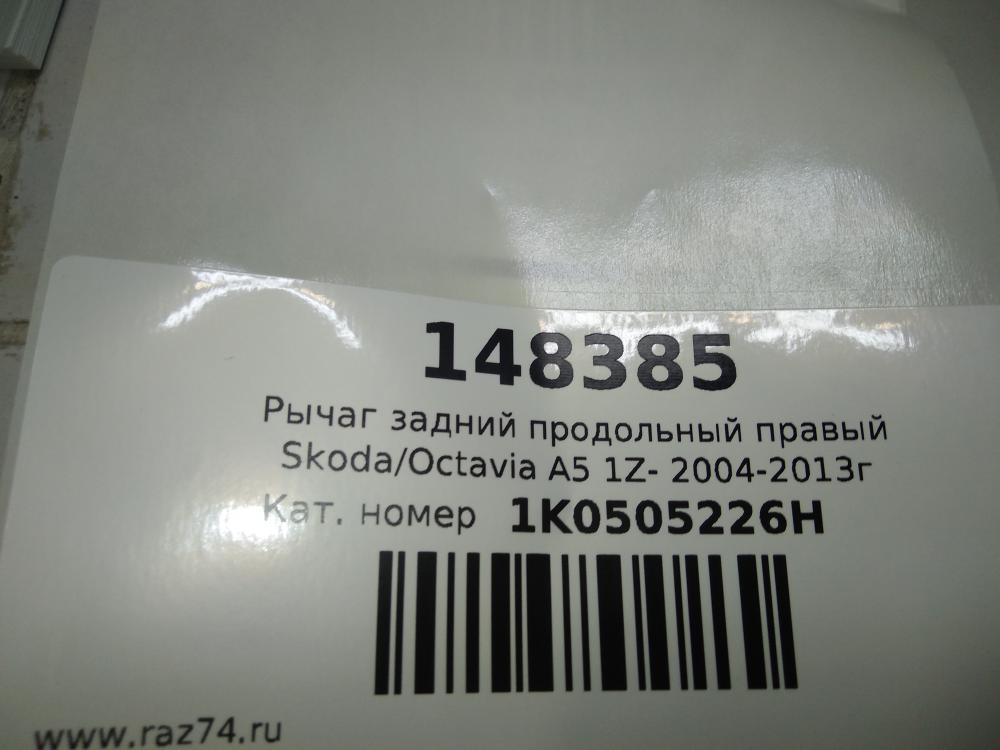 148385
Рычаг задний продольный правый
Skoda/Octavia A5 1Z- 2004-2013г
Кат. номер 1K0505226H
www.raz74.ru